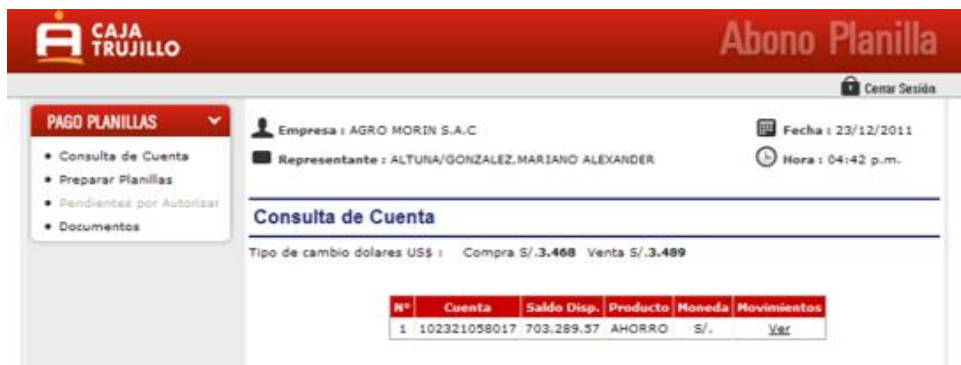 CAJA
TRUJILLO
Abono Planilla
Cerrar Sesión
PAGO PLANILLAS
Consulta de Cuenta
Preparar Planillas
Pendientes por Autorizar
Documentos
Empresa : AGRO MORIN S.A.C
Fecha : 23/12/2011
Representante : ALTUNA/GONZALEZ,MARIANO ALEXANDER
Hora : 04:42 p.m.
Consulta de Cuenta
Tipo de cambio dolares US$ : Compra S/.3.468 Venta S/.3.489
Nº Cuenta Saldo Disp. Producto Moneda Movimientos
1 102321058017 703,289.57 AHORRO S/. Ver